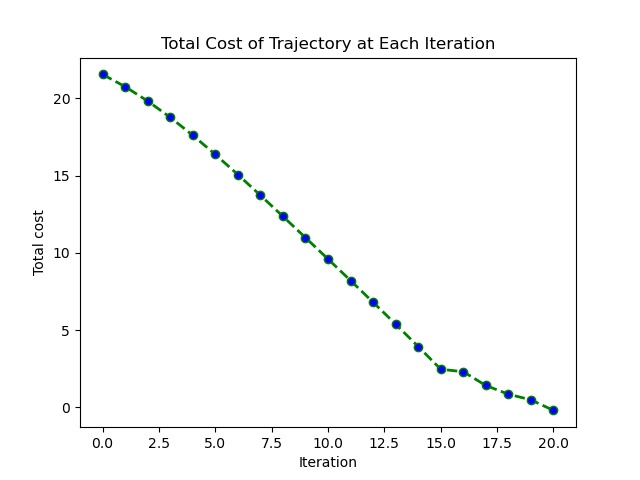 Total Cost of Trajectory at Each Iteration
Total cost
20
15
10
5
0
0.0 2.5 5.0 7.5 10.0 12.5 15.0 17.5 20.0
Iteration